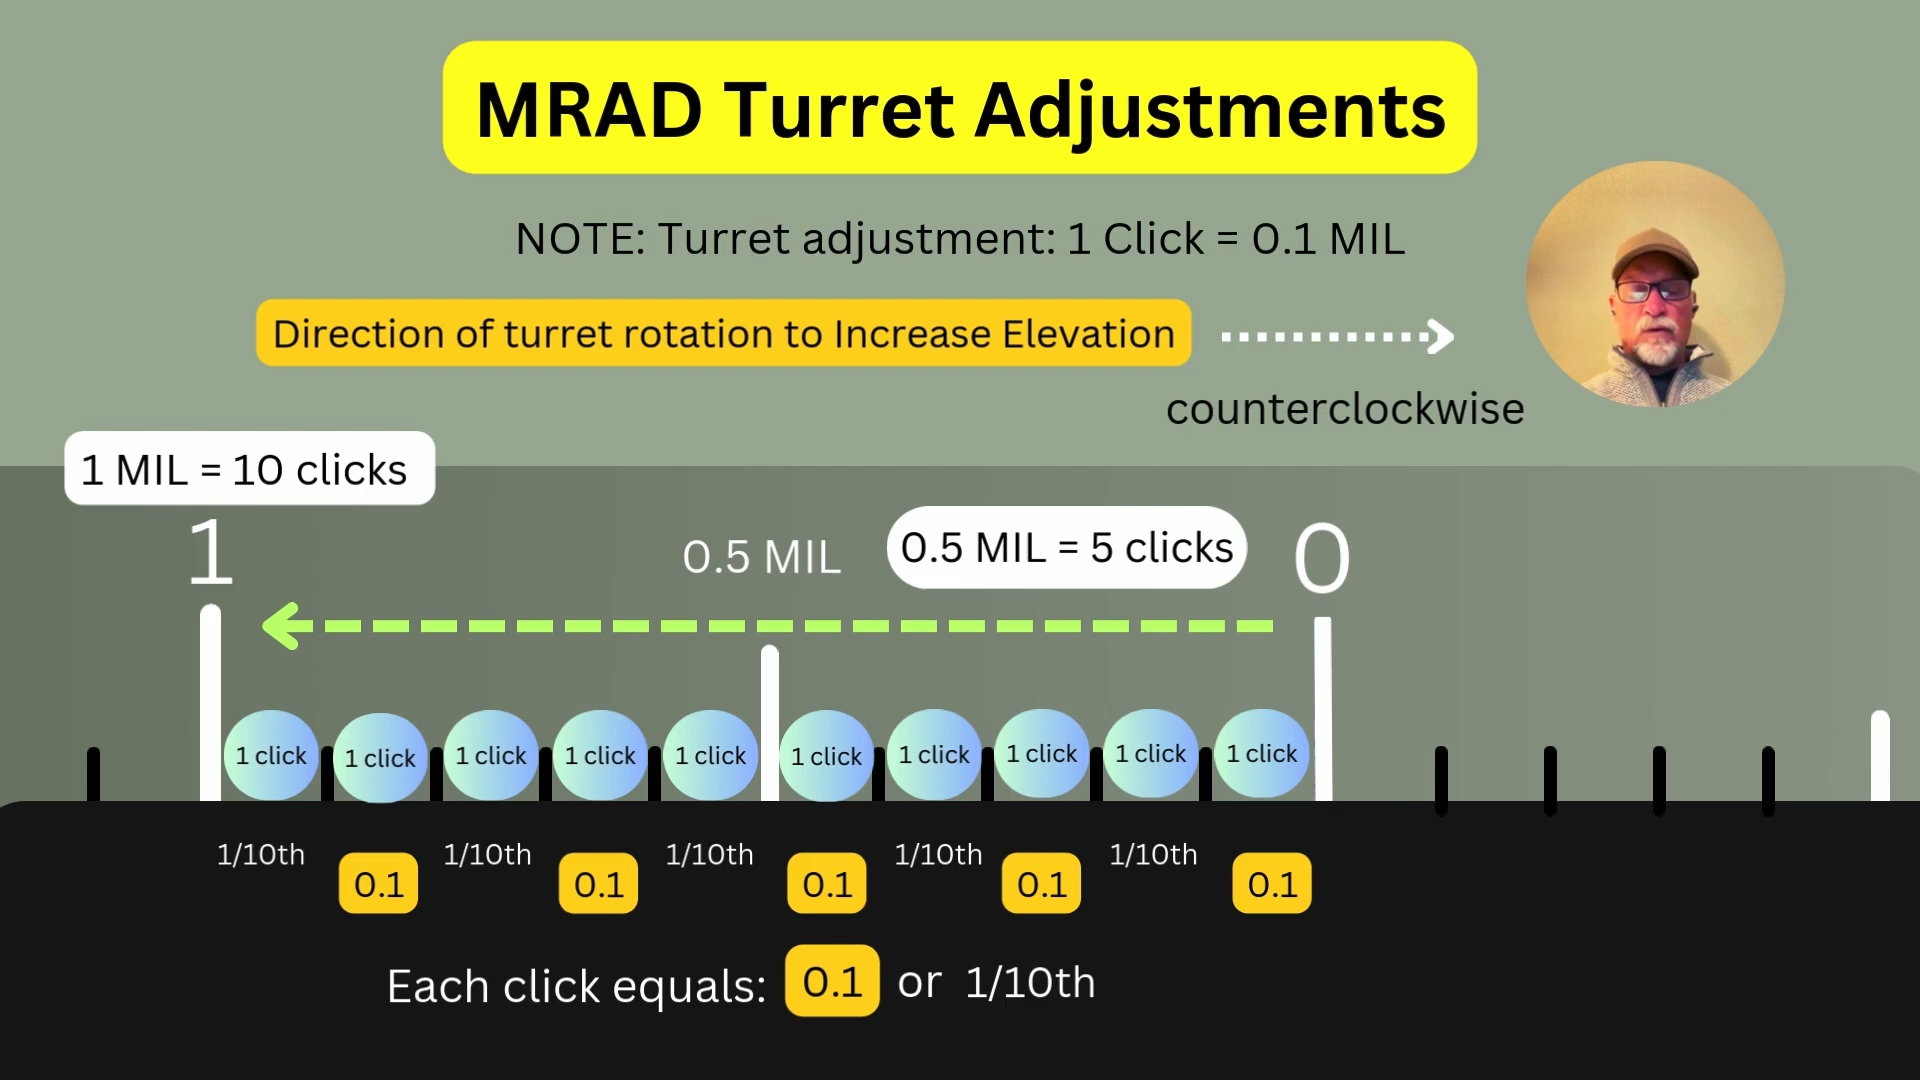 MRAD Turret Adjustments
NOTE: Turret adjustment: 1 Click = 0.1 MIL
Direction of turret rotation to Increase Elevation
counterclockwise
1 MIL = 10 clicks
1
0.5 MIL
0.5 MIL = 5 clicks
0
1 click
1 click
1 click
1 click
1 click
1 click
1 click
1 click
1 click
1 click
1/10th
0.1
1/10th
0.1
1/10th
0.1
1/10th
0.1
1/10th
0.1
Each click equals: 0.1 or 1/10th